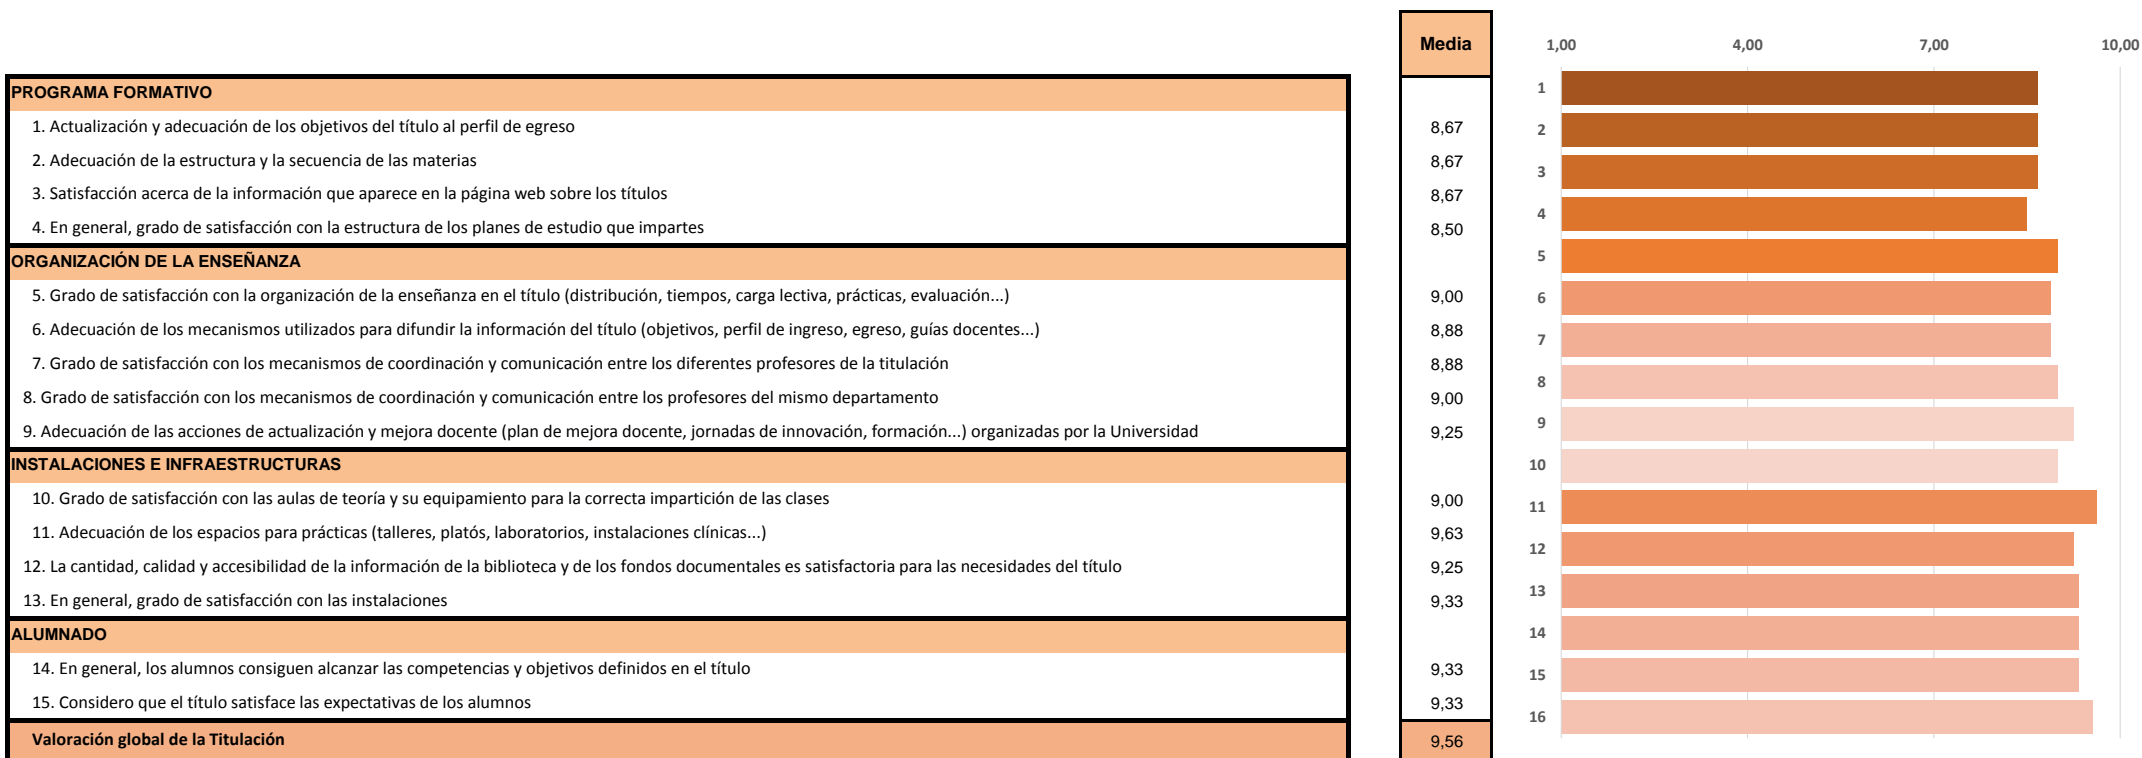 Media
1,00 4,00 7,00 10,00
PROGRAMA FORMATIVO
1. Actualización y adecuación de los objetivos del título al perfil de egreso 8,67
2. Adecuación de la estructura y la secuencia de las materias 8,67
3. Satisfacción acerca de la información que aparece en la página web sobre los títulos 8,67
4. En general, grado de satisfacción con la estructura de los planes de estudio que impartes 8,50
ORGANIZACIÓN DE LA ENSEÑANZA
5. Grado de satisfacción con la organización de la enseñanza en el título (distribución, tiempos, carga lectiva, prácticas, evaluación...) 9,00
6. Adecuación de los mecanismos utilizados para difundir la información del título (objetivos, perfil de ingreso, egreso, guías docentes...) 8,88
7. Grado de satisfacción con los mecanismos de coordinación y comunicación entre los diferentes profesores de la titulación 8,88
8. Grado de satisfacción con los mecanismos de coordinación y comunicación entre los profesores del mismo departamento 9,00
9. Adecuación de las acciones de actualización y mejora docente (plan de mejora docente, jornadas de innovación, formación...) organizadas por la Universidad 9,25
INSTALACIONES E INFRAESTRUCTURAS
10. Grado de satisfacción con las aulas de teoría y su equipamiento para la correcta impartición de las clases 9,00
11. Adecuación de los espacios para prácticas (talleres, platós, laboratorios, instalaciones clínicas...) 9,63
12. La cantidad, calidad y accesibilidad de la información de la biblioteca y de los fondos documentales es satisfactoria para las necesidades del título 9,25
13. En general, grado de satisfacción con las instalaciones 9,33
ALUMNADO
14. En general, los alumnos consiguen alcanzar las competencias y objetivos definidos en el título 9,33
15. Considero que el título satisface las expectativas de los alumnos 9,33
Valoración global de la Titulación 9,56
1
2
3
4
5
6
7
8
9
10
11
12
13
14
15
16